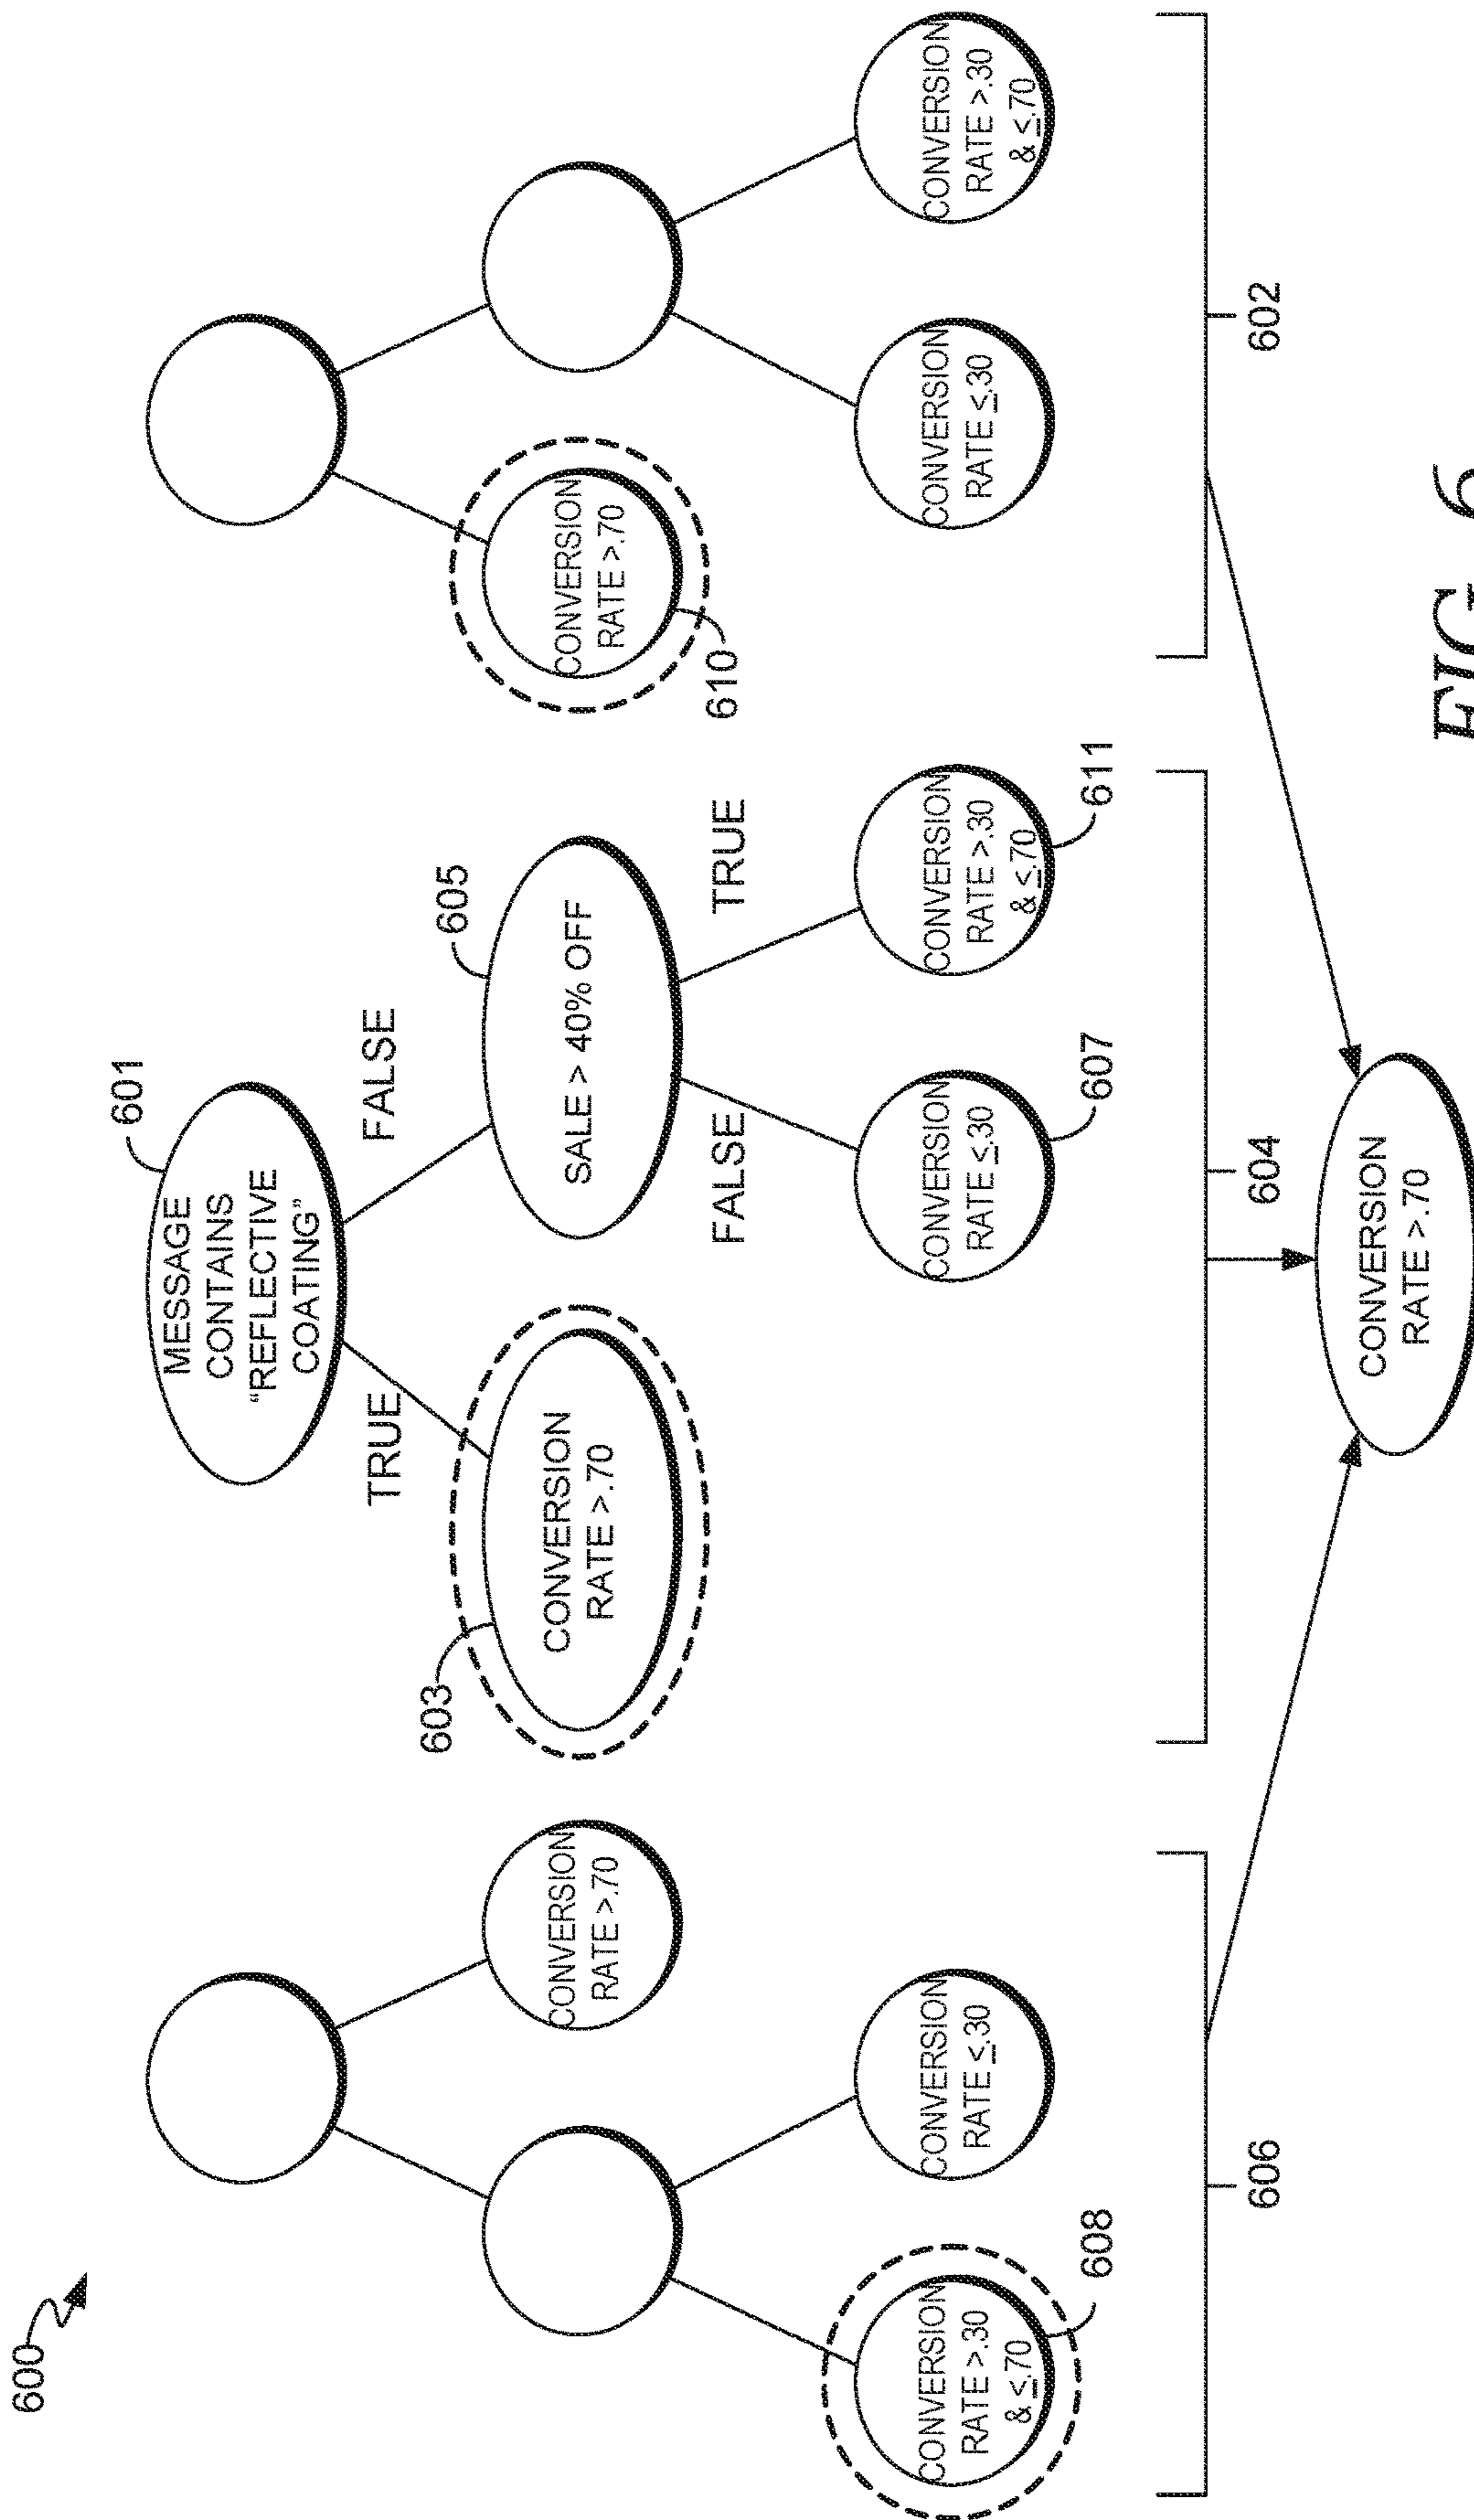 600
MESSAGE
CONTAINS
“REFLECTIVE
COATING”
601
TRUE
FALSE
CONVERSION
RATE >.70
603
CONVERSION
RATE >.70
SALE > 40% OFF
605
CONVERSION
RATE >.70
610
FALSE
TRUE
CONVERSION
RATE >.30
& ≤.70
608
CONVERSION
RATE ≤.30
CONVERSION
RATE ≤.30
607
CONVERSION
RATE >.30
& ≤.70
611
CONVERSION
RATE ≤.30
CONVERSION
RATE >.30
& ≤.70
606
604
602
CONVERSION
RATE >.70
FIG. 6